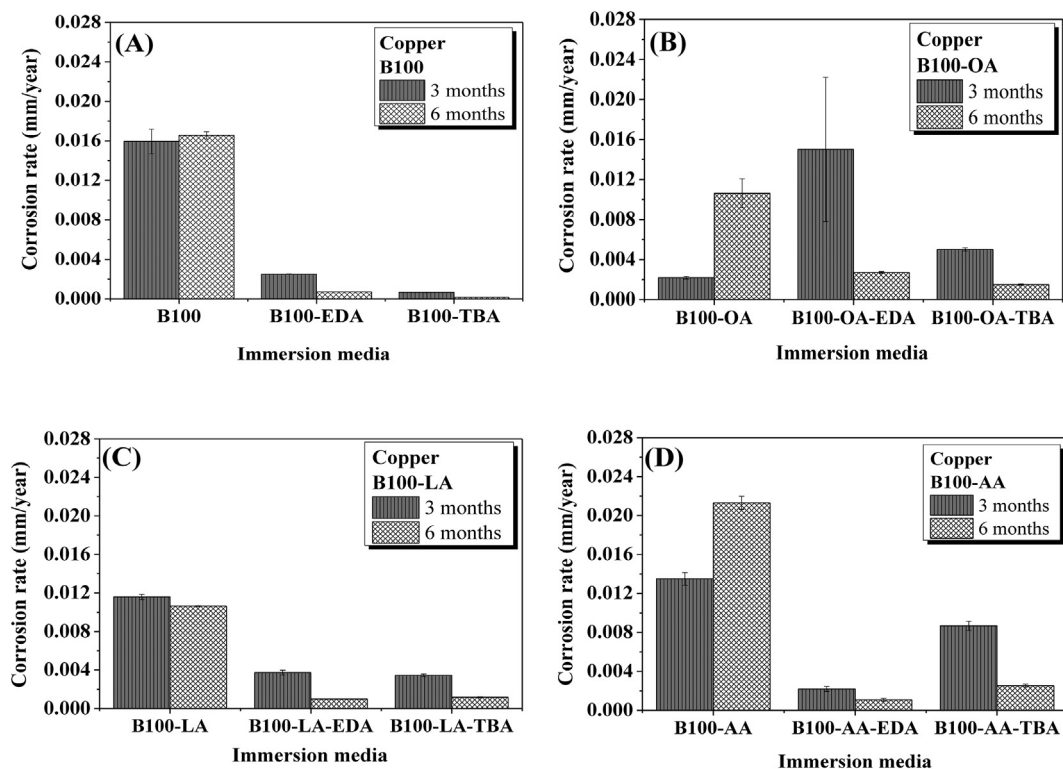 (A)
Copper
B100
3 months
6 months
Corrosion rate (mm/year)
0.028
0.024
0.020
0.016
0.012
0.008
0.004
0.000
B100 B100-EDA B100-TBA
Immersion media
(B)
Copper
B100-OA
3 months
6 months
Corrosion rate (mm/year)
0.028
0.024
0.020
0.016
0.012
0.008
0.004
0.000
B100-OA B100-OA-EDA B100-OA-TBA
Immersion media
(C)
Copper
B100-LA
3 months
6 months
Corrosion rate (mm/year)
0.028
0.024
0.020
0.016
0.012
0.008
0.004
0.000
B100-LA B100-LA-EDA B100-LA-TBA
Immersion media
(D)
Copper
B100-AA
3 months
6 months
Corrosion rate (mm/year)
0.028
0.024
0.020
0.016
0.012
0.008
0.004
0.000
B100-AA B100-AA-EDA B100-AA-TBA
Immersion media